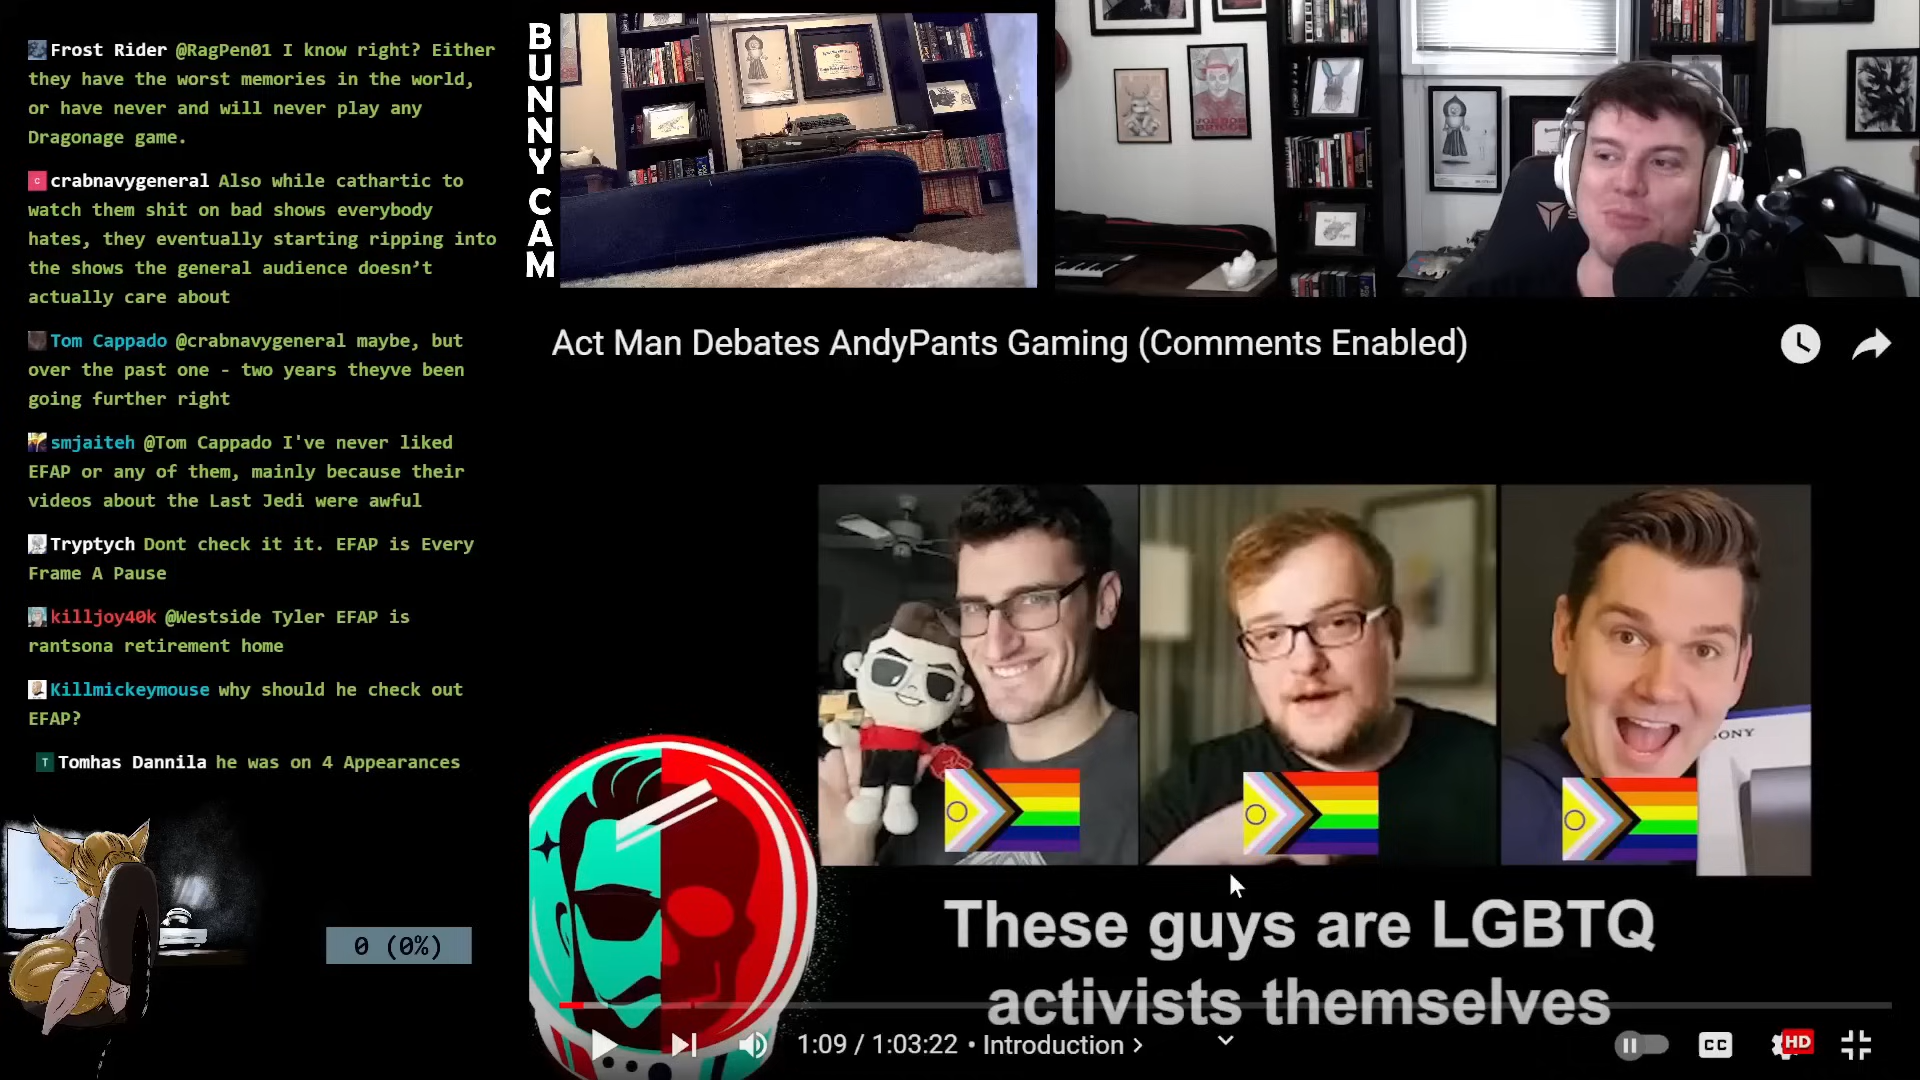 Frost Rider @RagPen01 I know right? Either
they have the worst memories in the world,
or have never and will never play any
Dragonage game.
C crabnavygeneral Also while cathartic to
watch them shit on bad shows everybody
hates, they eventually starting ripping into
the shows the general audience doesn’t
actually care about
Tom Cappado @crabnavygeneral maybe, but
over the past one - two years theyve been
going further right
smjaiteh @Tom Cappado I've never liked
EFAP or any of them, mainly because their
videos about the Last Jedi were awful
Tryptych Dont check it it. EFAP is Every
Frame A Pause
killjoy40k @Westside Tyler EFAP is
rantsona retirement home
Killmickeymouse why should he check out
EFAP?
T Tomhas Dannila he was on 4 Appearances
0 (0%)
BUNNY CAM
Act Man Debates AndyPants Gaming (Comments Enabled)
SONY
These guys are LGBTQ
activists themselves
1:09 / 1:03:22 • Introduction >
CC
HD